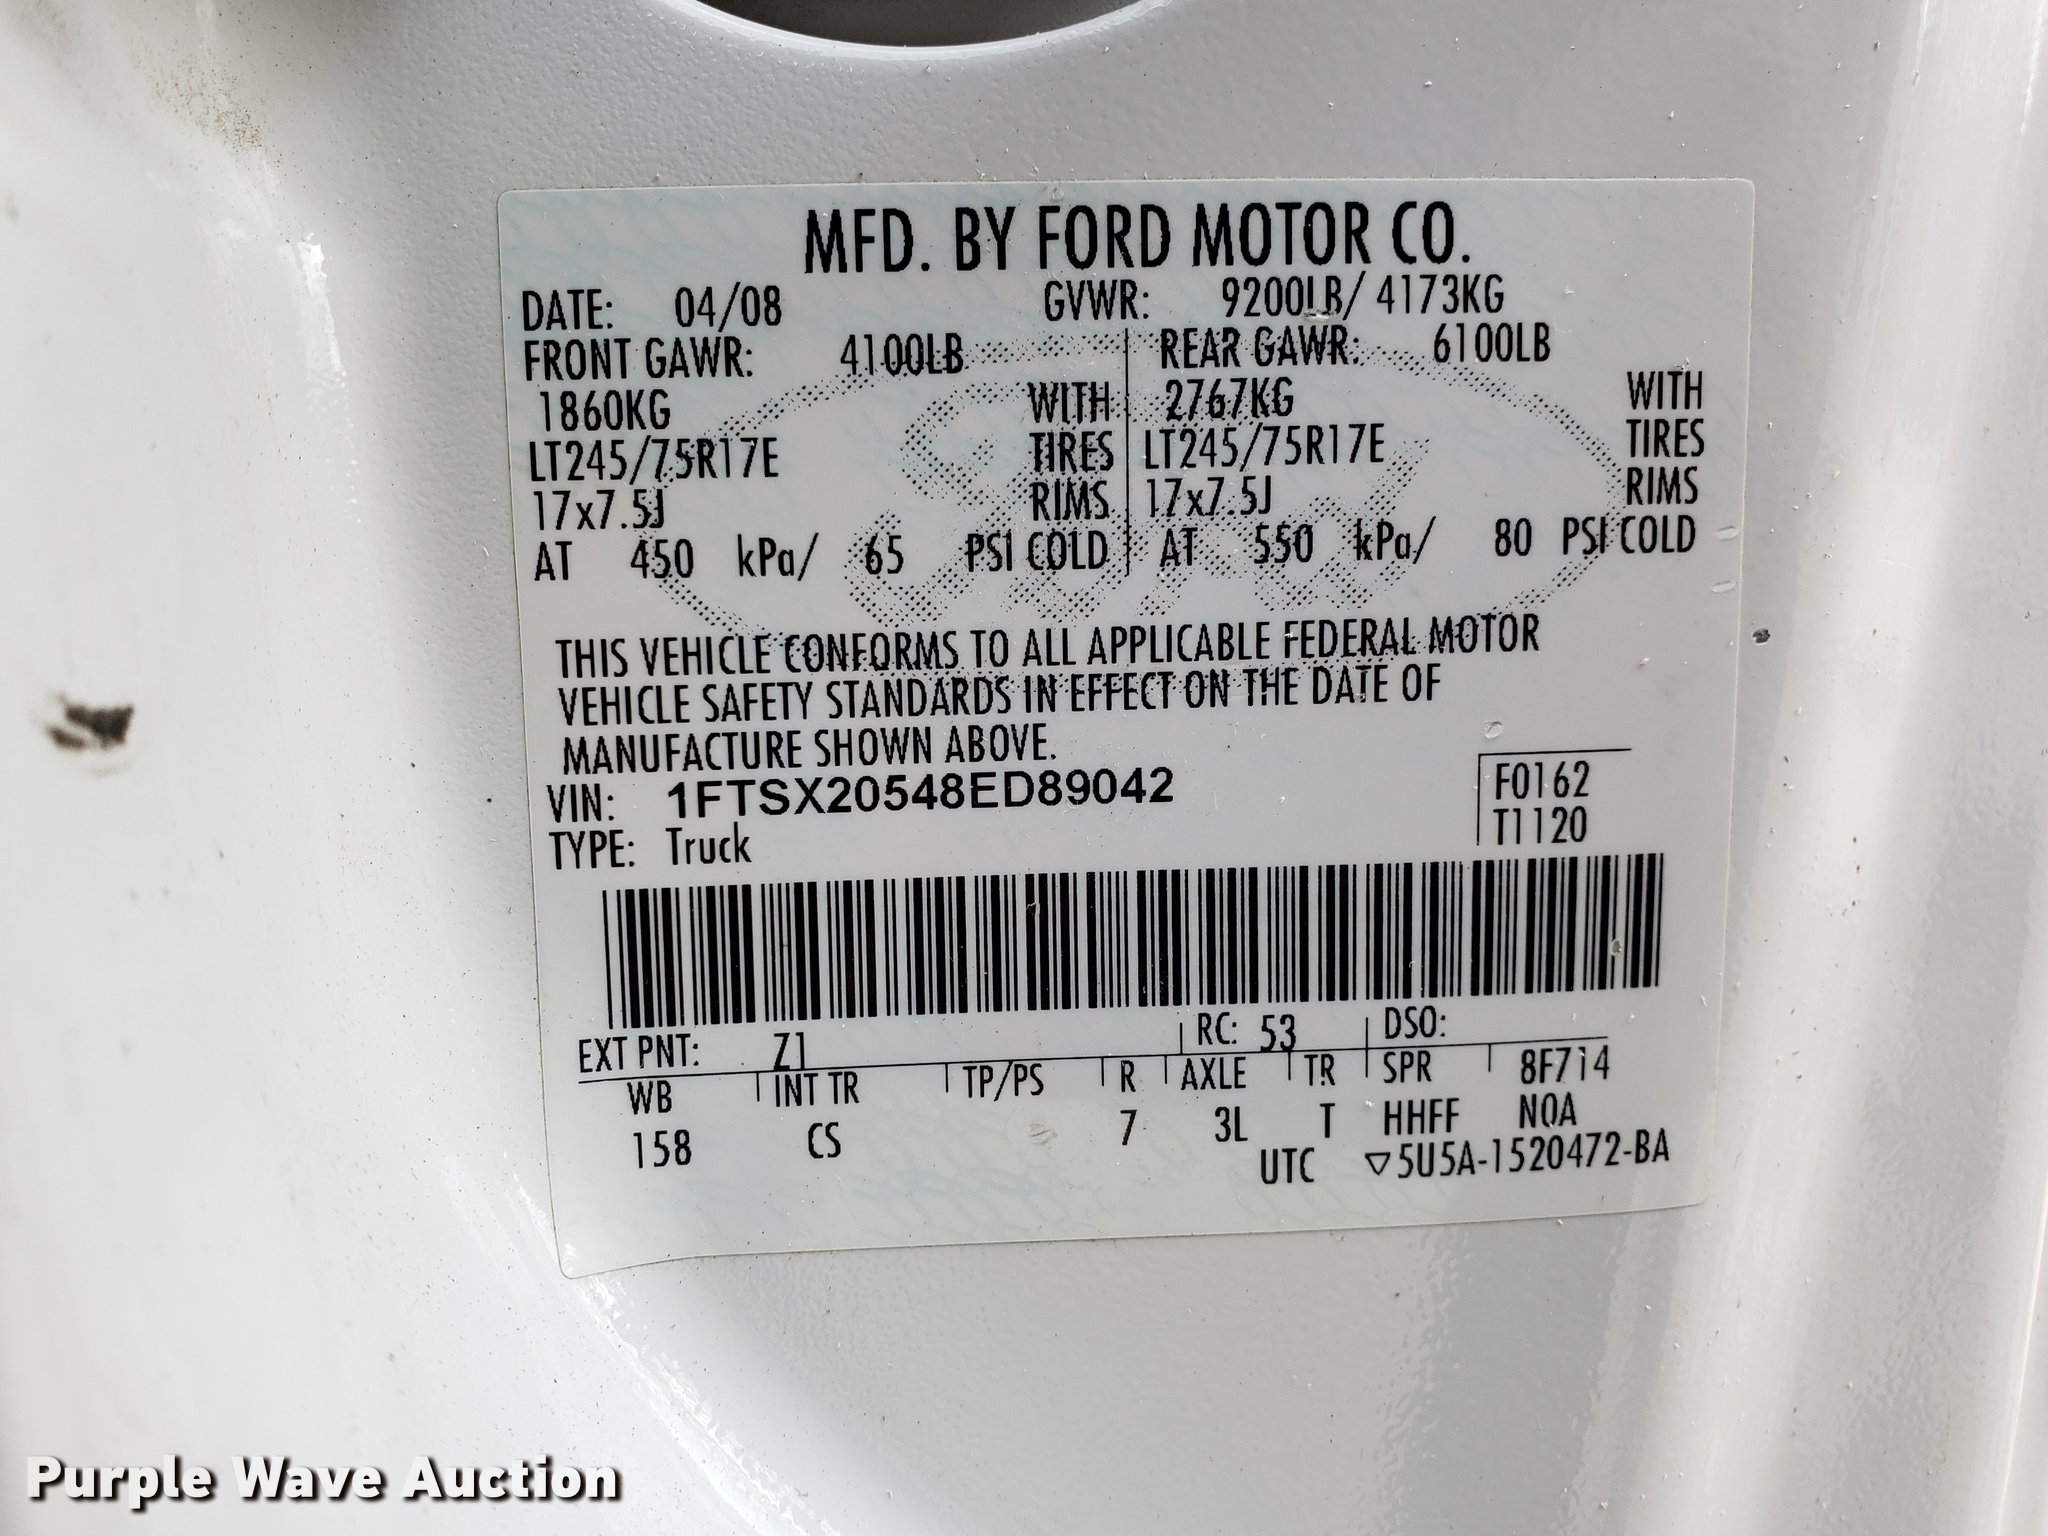 MFD. BY FORD MOTOR CO.
DATE: 04/08 GVWR: 9200LB/ 4173KG
FRONT GAWR: 4100LB REAR GAWR: 6100LB
1860KG WITH 2767KG WITH
LT245/75R17E TIRES LT245/75R17E TIRES
17x7.5J RIMS 17x7.5J RIMS
AT 450 kPa/ 65 PSI COLD AT 550 kPa/ 80 PSI COLD
THIS VEHICLE CONFORMS TO ALL APPLICABLE FEDERAL MOTOR
VEHICLE SAFETY STANDARDS IN EFFECT ON THE DATE OF
MANUFACTURE SHOWN ABOVE.
VIN: 1FTSX20548ED89042 F0162
TYPE: Truck T1120
EXT PNT: Z1 RC: 53 DSO:
WB INT TR TP/PS R AXLE TR SPR 8F714
158 CS 7 3L T HHFF NOA
UTC ▽5U5A-1520472-BA
Purple Wave Auction